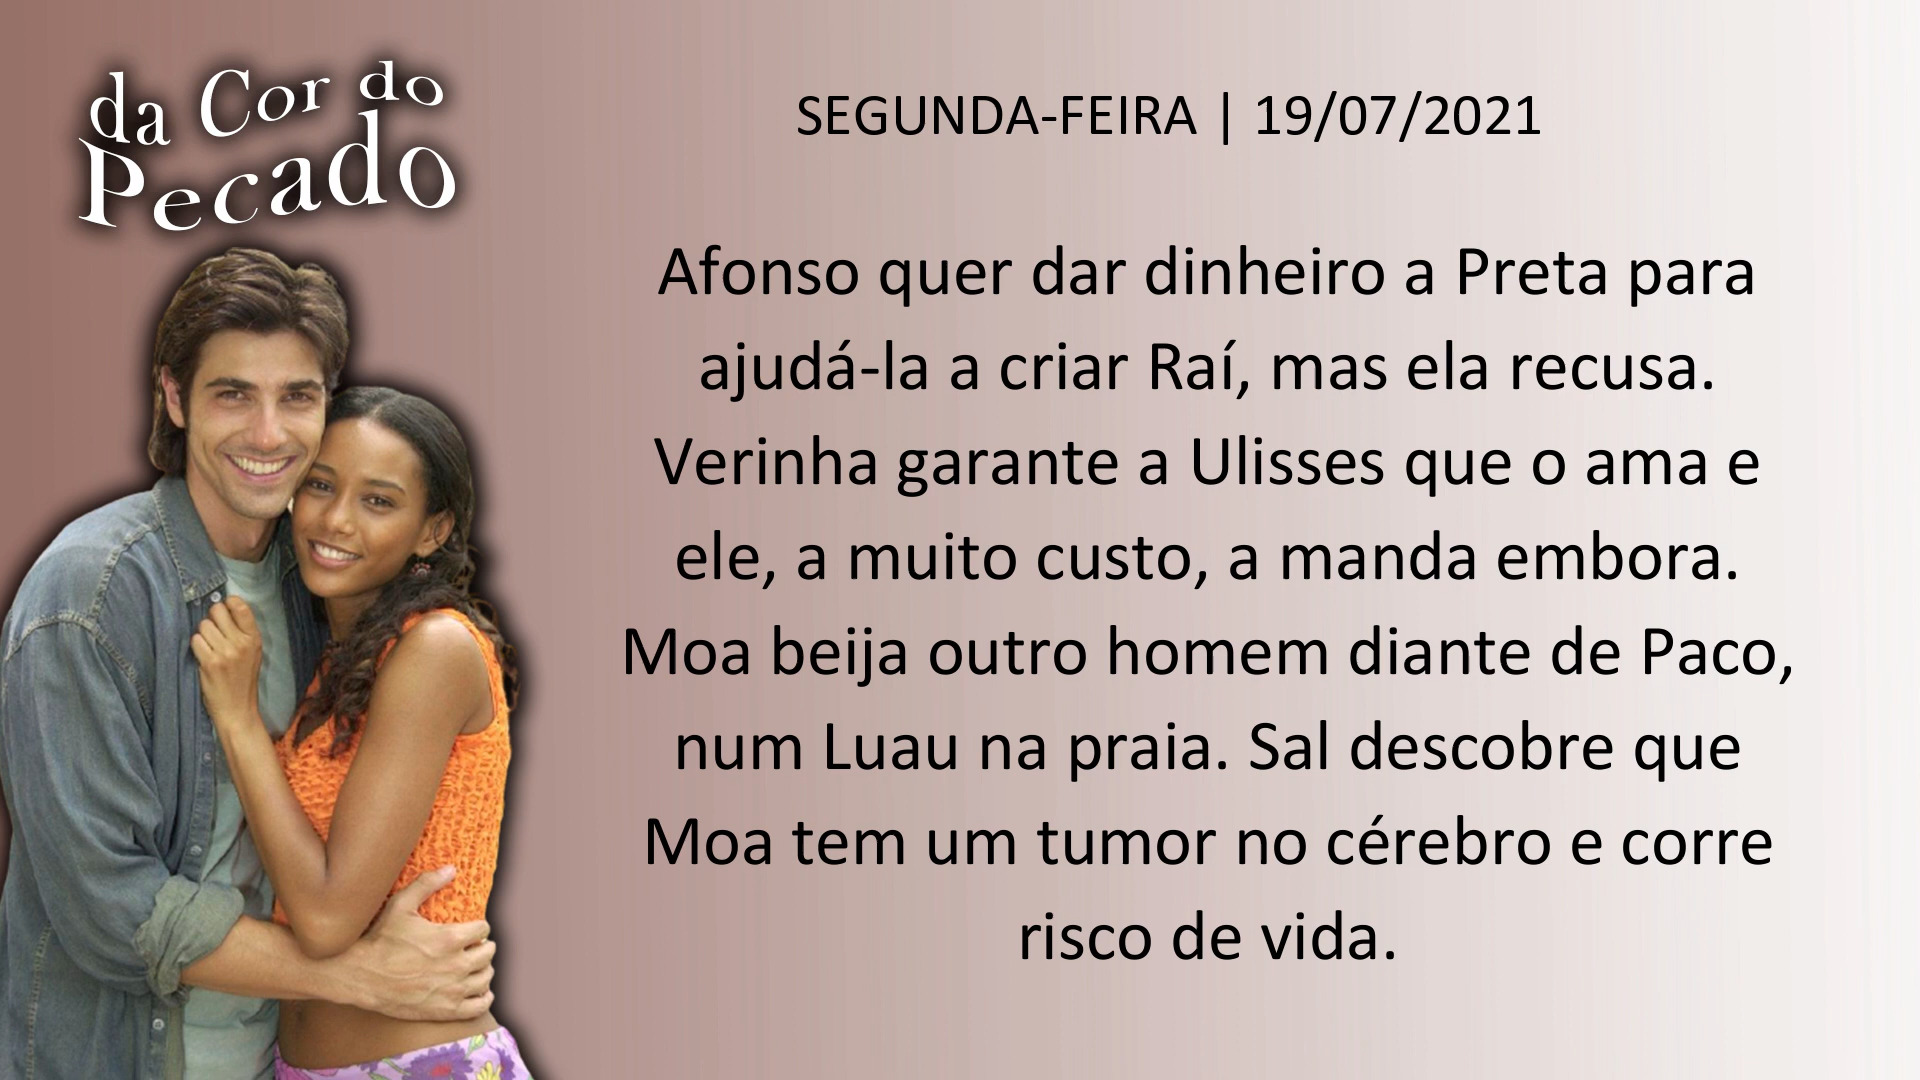 da Cor do
Pecado
SEGUNDA-FEIRA | 19/07/2021
Afonso quer dar dinheiro a Preta para
ajudá-la a criar Raí, mas ela recusa.
Verinha garante a Ulisses que o ama e
ele, a muito custo, a manda embora.
Moa beija outro homem diante de Paco,
num Luau na praia. Sal descobre que
Moa tem um tumor no cérebro e corre
risco de vida.